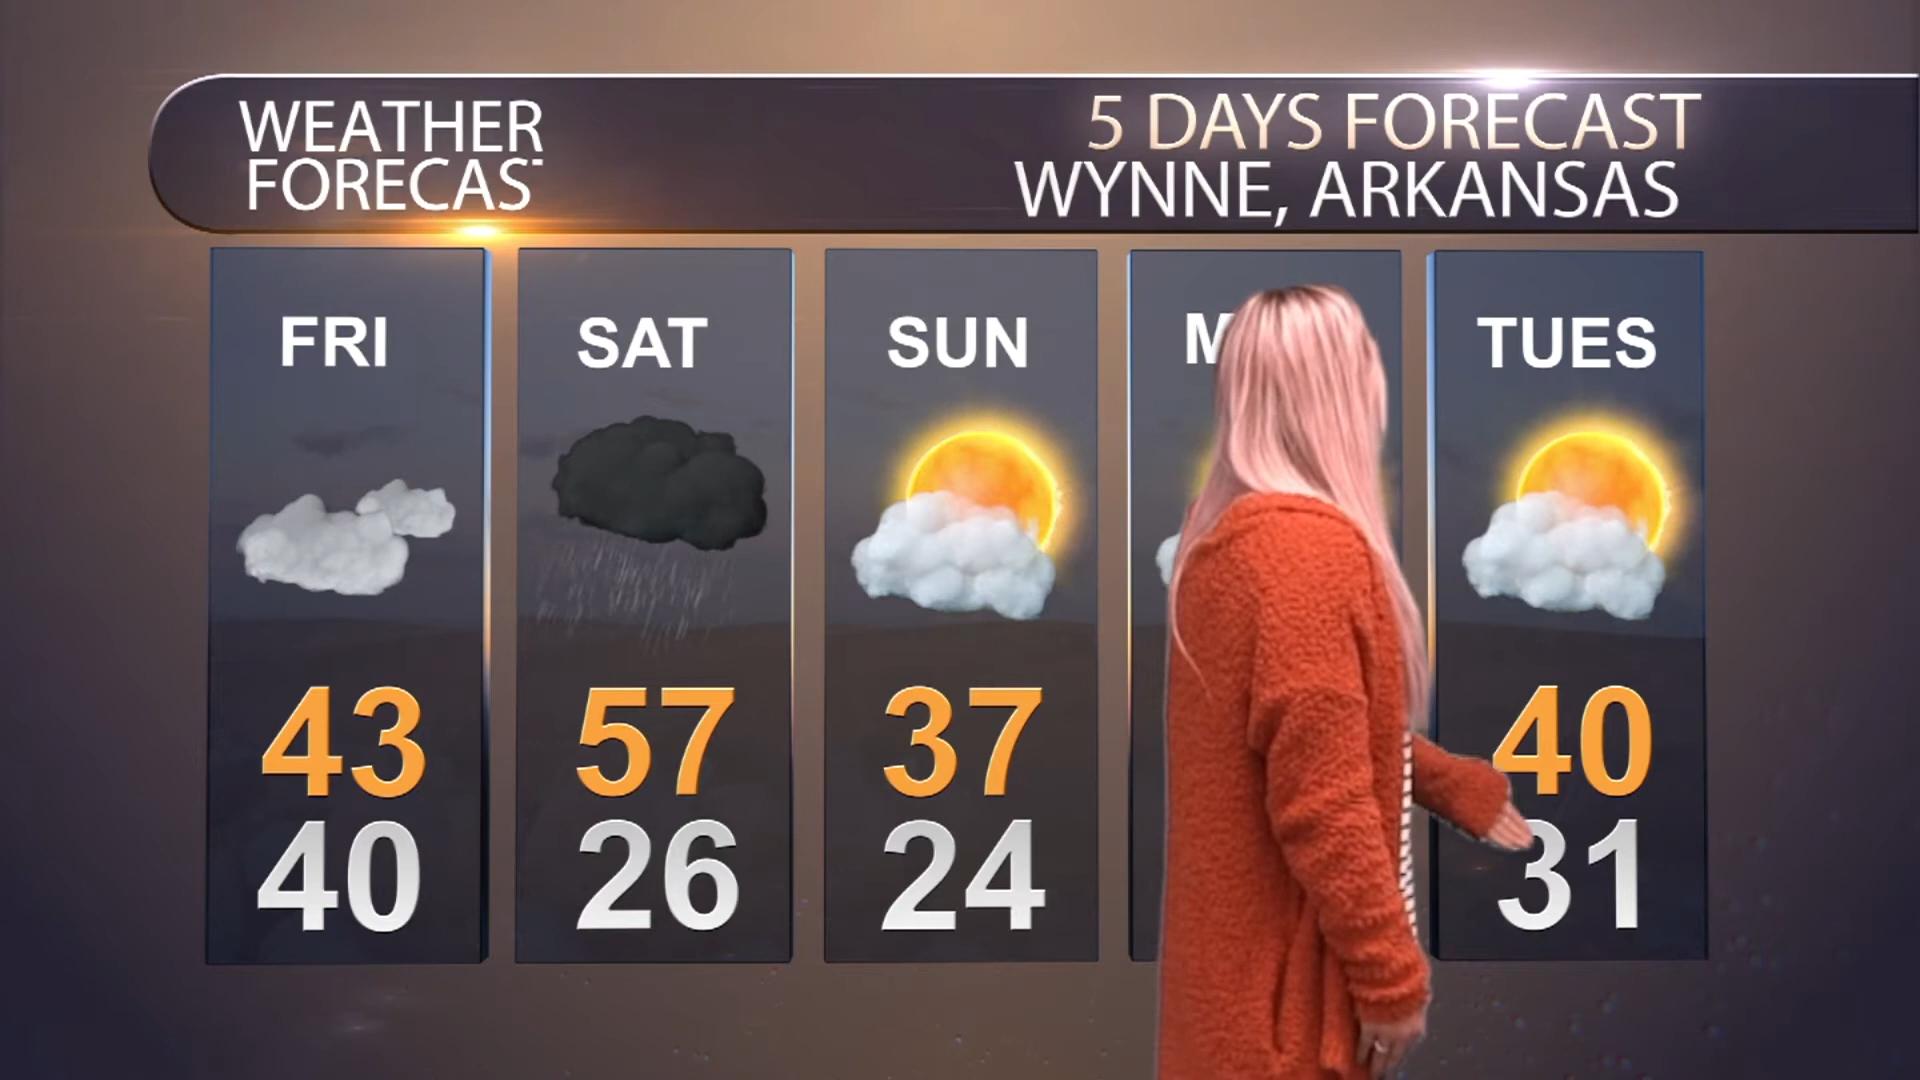 WEATHER
FORECAS
5 DAYS FORECAST
WYNNE, ARKANSAS
FRI
SAT
SUN
M
TUES
43
57
37
40
40
26
24
31